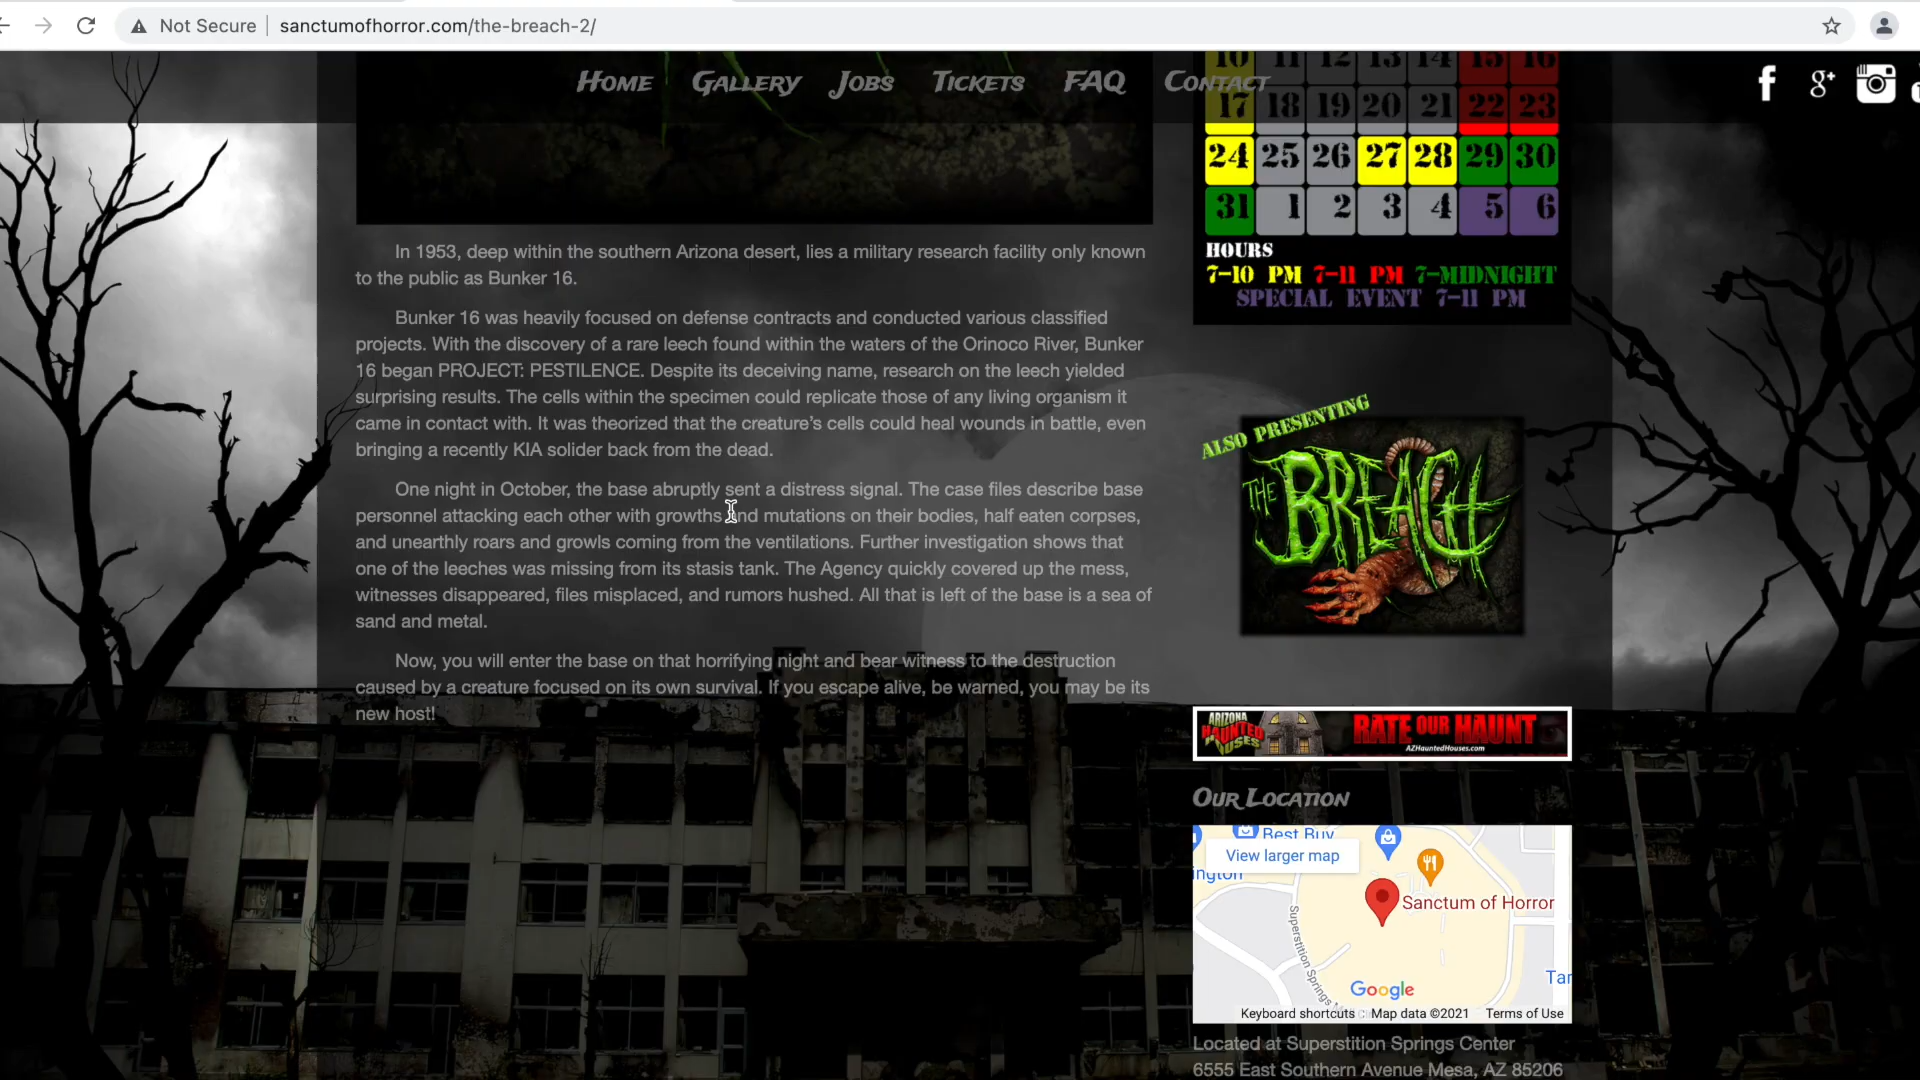 Not Secure
sanctumofhorror.com/the-breach-2/
Home
Gallery
Jobs
Tickets
FAQ
Contact
10 11 12 13 14 15 16
17 18 19 20 21 22 23
24 25 26 27 28 29 30
31 1 2 3 4 5 6
HOURS
7-10 PM 7-11 PM 7-MIDNIGHT
SPECIAL EVENT 7-11 PM
In 1953, deep within the southern Arizona desert, lies a military research facility only known
to the public as Bunker 16.
Bunker 16 was heavily focused on defense contracts and conducted various classified
projects. With the discovery of a rare leech found within the waters of the Orinoco River, Bunker
16 began PROJECT: PESTILENCE. Despite its deceiving name, research on the leech yielded
surprising results. The cells within the specimen could replicate those of any living organism it
came in contact with. It was theorized that the creature's cells could heal wounds in battle, even
bringing a recently KIA solider back from the dead.
One night in October, the base abruptly sent a distress signal. The case files describe base
personnel attacking each other with growths and mutations on their bodies, half eaten corpses,
and unearthly roars and growls coming from the ventilations. Further investigation shows that
one of the leeches was missing from its stasis tank. The Agency quickly covered up the mess,
witnesses disappeared, files misplaced, and rumors hushed. All that is left of the base is a sea of
sand and metal.
Now, you will enter the base on that horrifying night and bear witness to the destruction
caused by a creature focused on its own survival. If you escape alive, be warned, you may be its
new host!
ALSO PRESENTING
THE BREACH
ARIZONA
HAUNTED
HOUSES
RATE OUR HAUNT
AZHauntedHouses.com
Our Location
Best Buy
View larger map
ington
Sanctum of Horror
Superstition Springs
Tar
Google
Keyboard shortcuts
Map data ©2021
Terms of Use
Located at Superstition Springs Center
6555 East Southern Avenue Mesa, AZ 85206